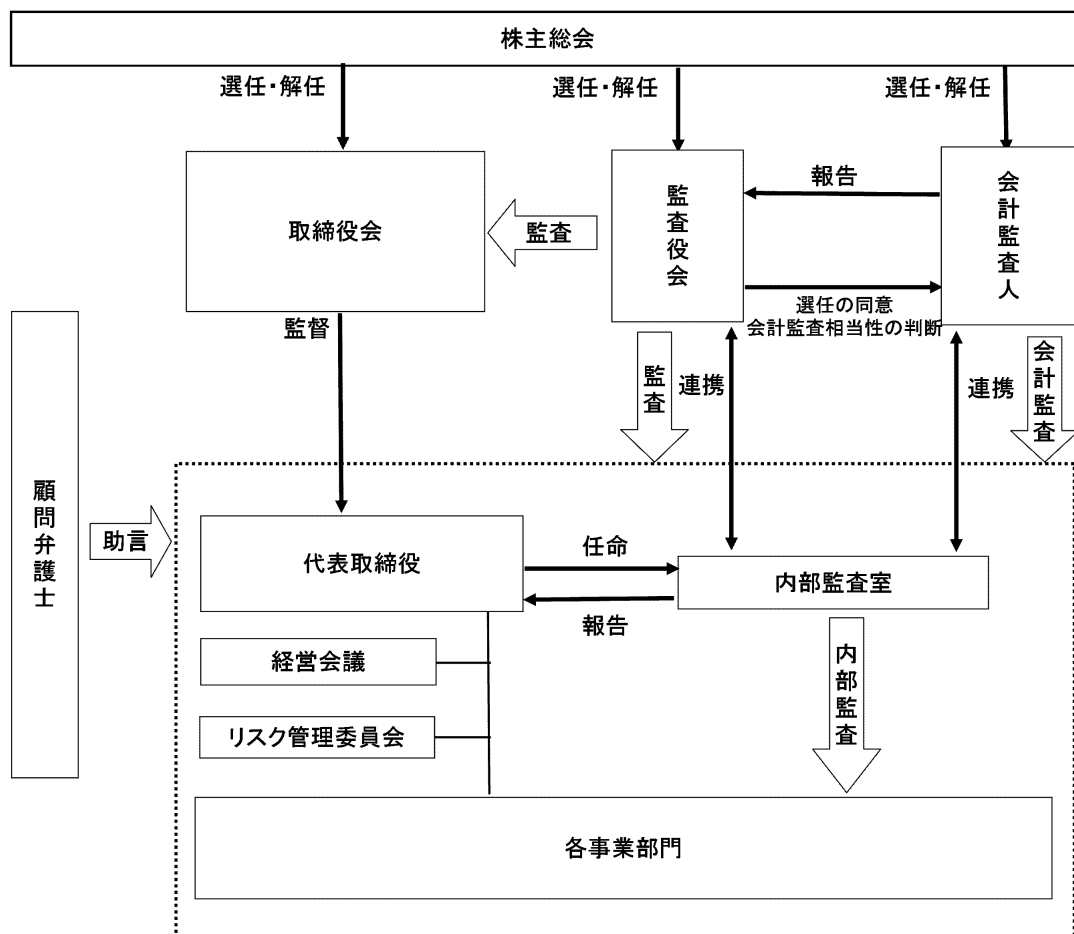 株主総会
選任・解任
選任・解任
選任・解任
取締役会
監査
監査役会
報告
会計監査人
選任の同意
会計監査相当性の判断
監督
監査
連携
連携
会計監査
顧問弁護士
助言
代表取締役
任命
報告
内部監査室
経営会議
リスク管理委員会
内部監査
各事業部門